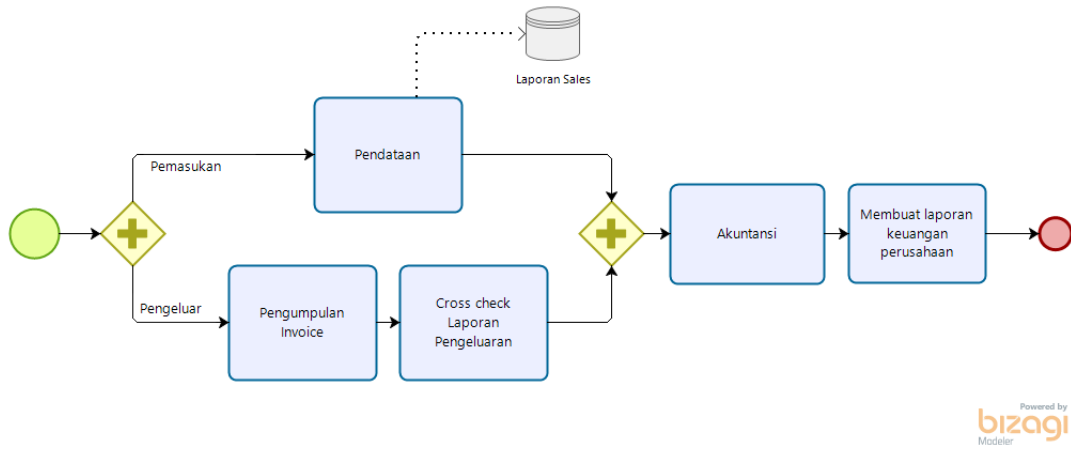 Laporan Sales
Pendataan
Pemasukan
Akuntansi
Membuat laporan
keuangan
perusahaan
Pengeluar
Pengumpulan
Invoice
Cross check
Laporan
Pengeluaran
Powered by
bizagi
Modeler